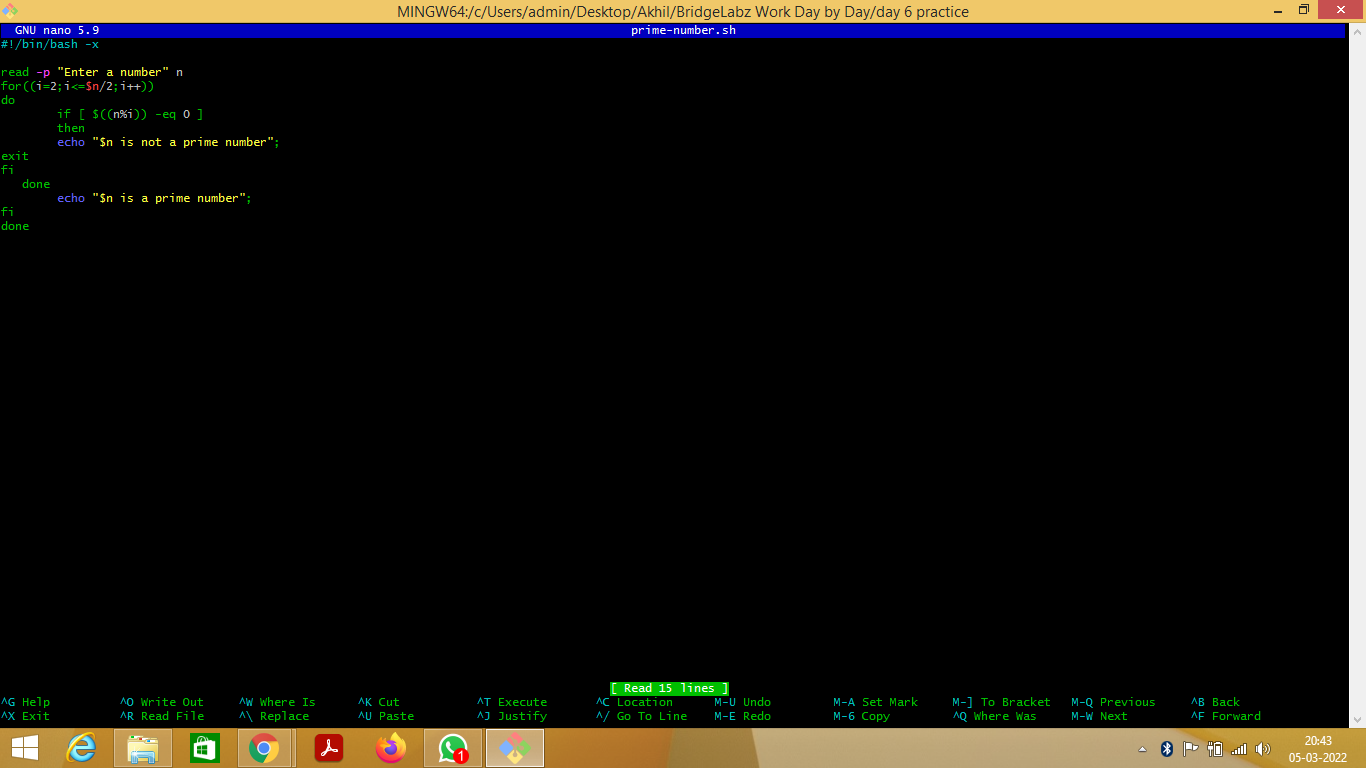 MINGW64:/c/Users/admin/Desktop/Akhil/BridgeLabz Work Day by Day/day 6 practice
GNU nano 5.9 prime-number.sh
#!/bin/bash -x
read -p "Enter a number" n
for((i=2;i<=$n/2;i++))
do
if [ $((n%i)) -eq 0 ]
then
echo "$n is not a prime number";
exit
fi
done
echo "$n is a prime number";
fi
done
[ Read 15 lines ]
^G Help ^O Write Out ^W Where Is ^K Cut ^T Execute ^C Location M-U Undo M-A Set Mark M-] To Bracket M-Q Previous ^B Back
^X Exit ^R Read File ^\ Replace ^U Paste ^J Justify ^/ Go To Line M-E Redo M-6 Copy ^Q Where Was M-W Next ^F Forward
1
20:43
05-03-2022